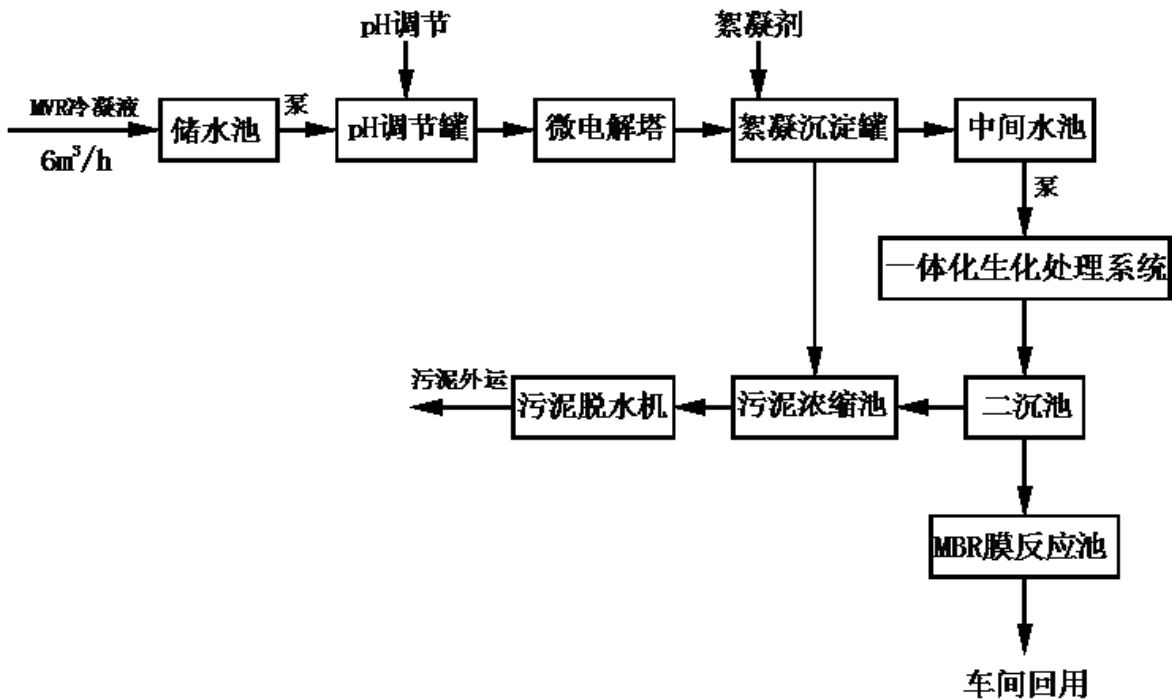 pH调节
絮凝剂
MVR冷凝液
6m³/h
储水池
泵
pH调节罐
微电解塔
絮凝沉淀罐
中间水池
泵
一体化生化处理系统
污泥外运
污泥脱水机
污泥浓缩池
二沉池
MBR膜反应池
车间回用